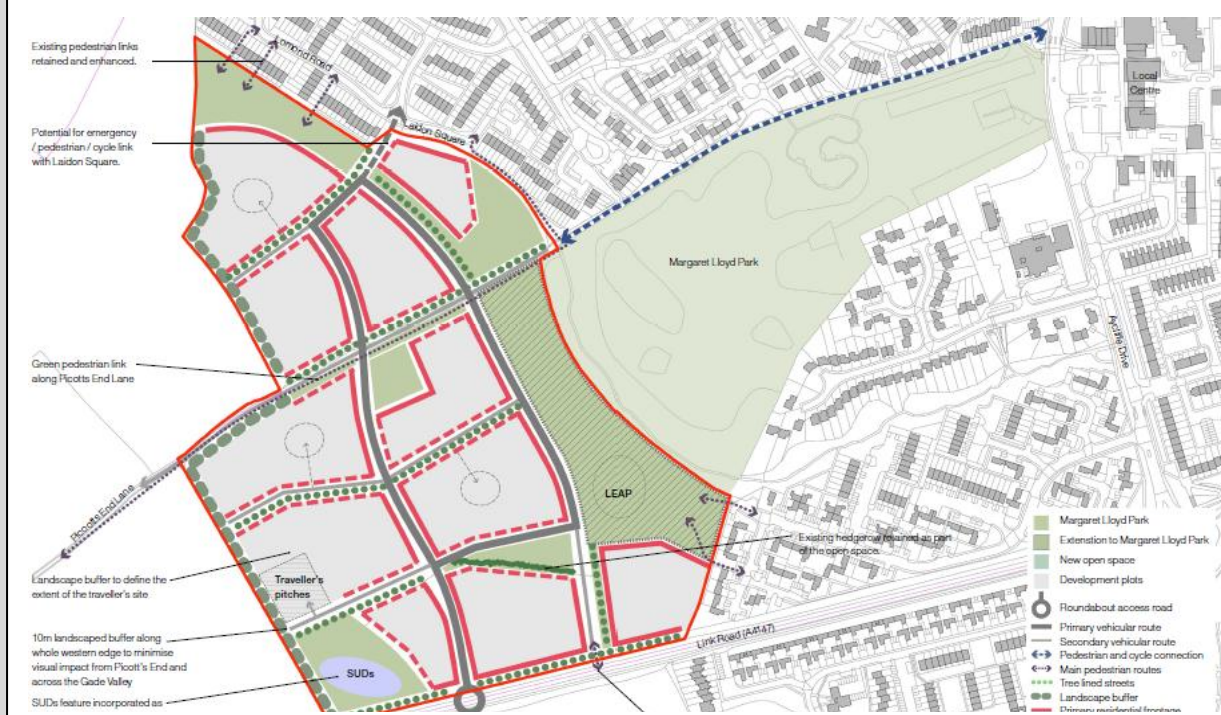 Existing pedestrian links
retained and enhanced.
Lomond Road
Local
Centre
Potential for emergency
/ pedestrian / cycle link
with Laidon Square.
Laidon Square
Margaret Lloyd Park
Aycliffe Drive
Green pedestrian link
along Picotts End Lane
Picotts End Lane
LEAP
Existing hedgerow retained as part
of the open space.
Landscape buffer to define the
extent of the traveller's site
Traveller's
pitches
10m landscaped buffer along
whole western edge to minimise
visual impact from Picott's End and
across the Gade Valley
SUDs
SUDs feature incorporated as
Link Road (A4147)
Margaret Lloyd Park
Extenstion to Margaret Lloyd Park
New open space
Development plots
Roundabout access road
Primary vehicular route
Secondary vehicular route
Pedestrian and cycle connection
Main pedestrian routes
Tree lined streets
Landscape buffer
Primary residential frontage